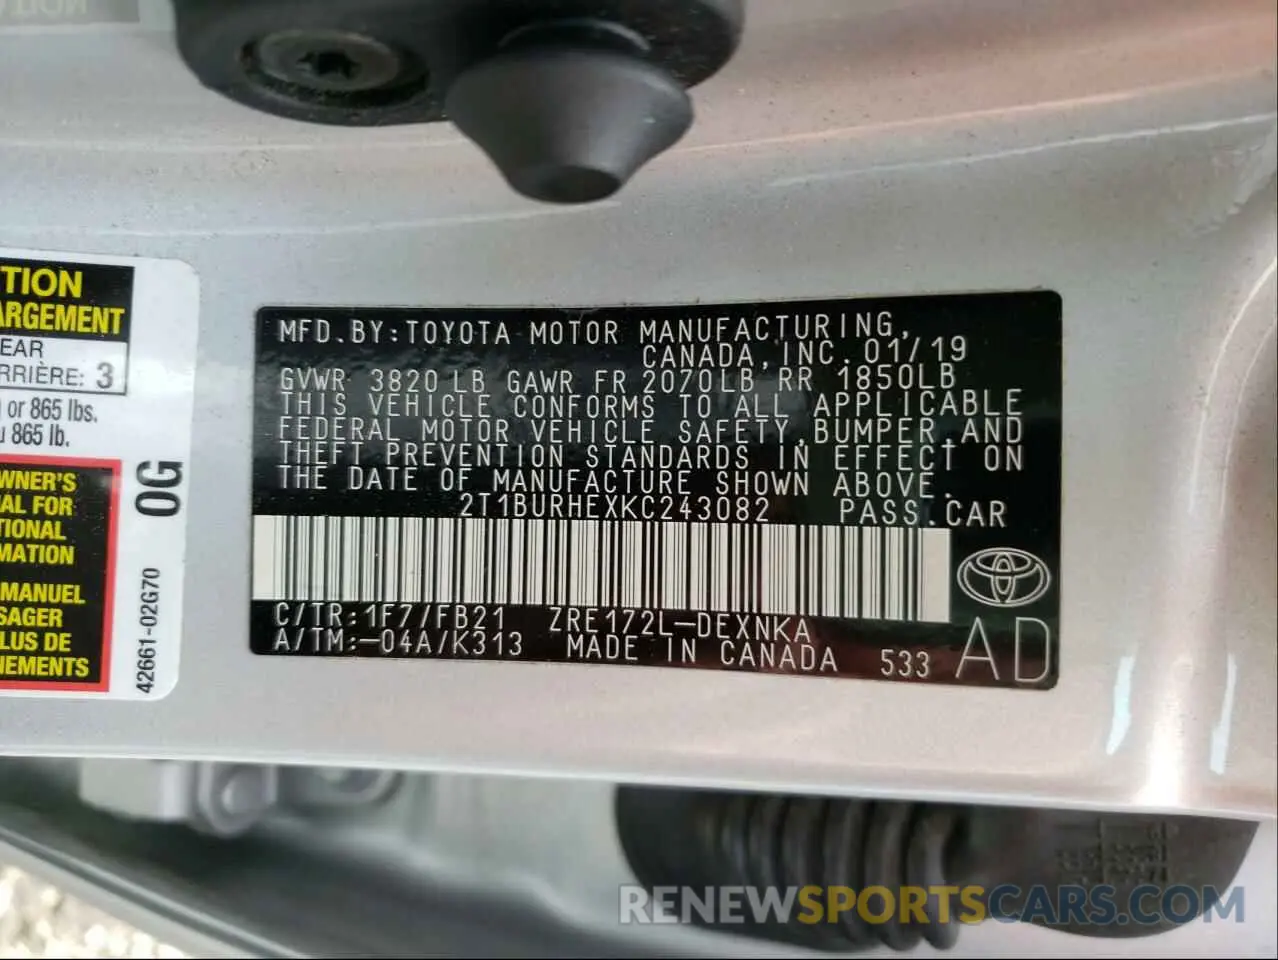 TION
ARGEMENT
EAR
RRIÈRE: 3
or 865 lbs.
865 lb.
WNER'S
AL FOR
TIONAL
MATION
MANUEL
SAGER
LUS DE
NEMENTS
0G
42661-02G70
MFD.BY:TOYOTA MOTOR MANUFACTURING,
CANADA,INC.01/19
GVWR 3820LB GAWR FR 2070LB RR 1850LB
THIS VEHICLE CONFORMS TO ALL APPLICABLE
FEDERAL MOTOR VEHICLE SAFETY,BUMPER,AND
THEFT PREVENTION STANDARDS IN EFFECT ON
THE DATE OF MANUFACTURE SHOWN ABOVE.
2T1BURHEXKC243082 PASS.CAR
C/TR:1F7/FB21 ZRE172L-DEXNKA
A/TM:-04A/K313 MADE IN CANADA 533 AD
RENEWSPORTSCARS.COM